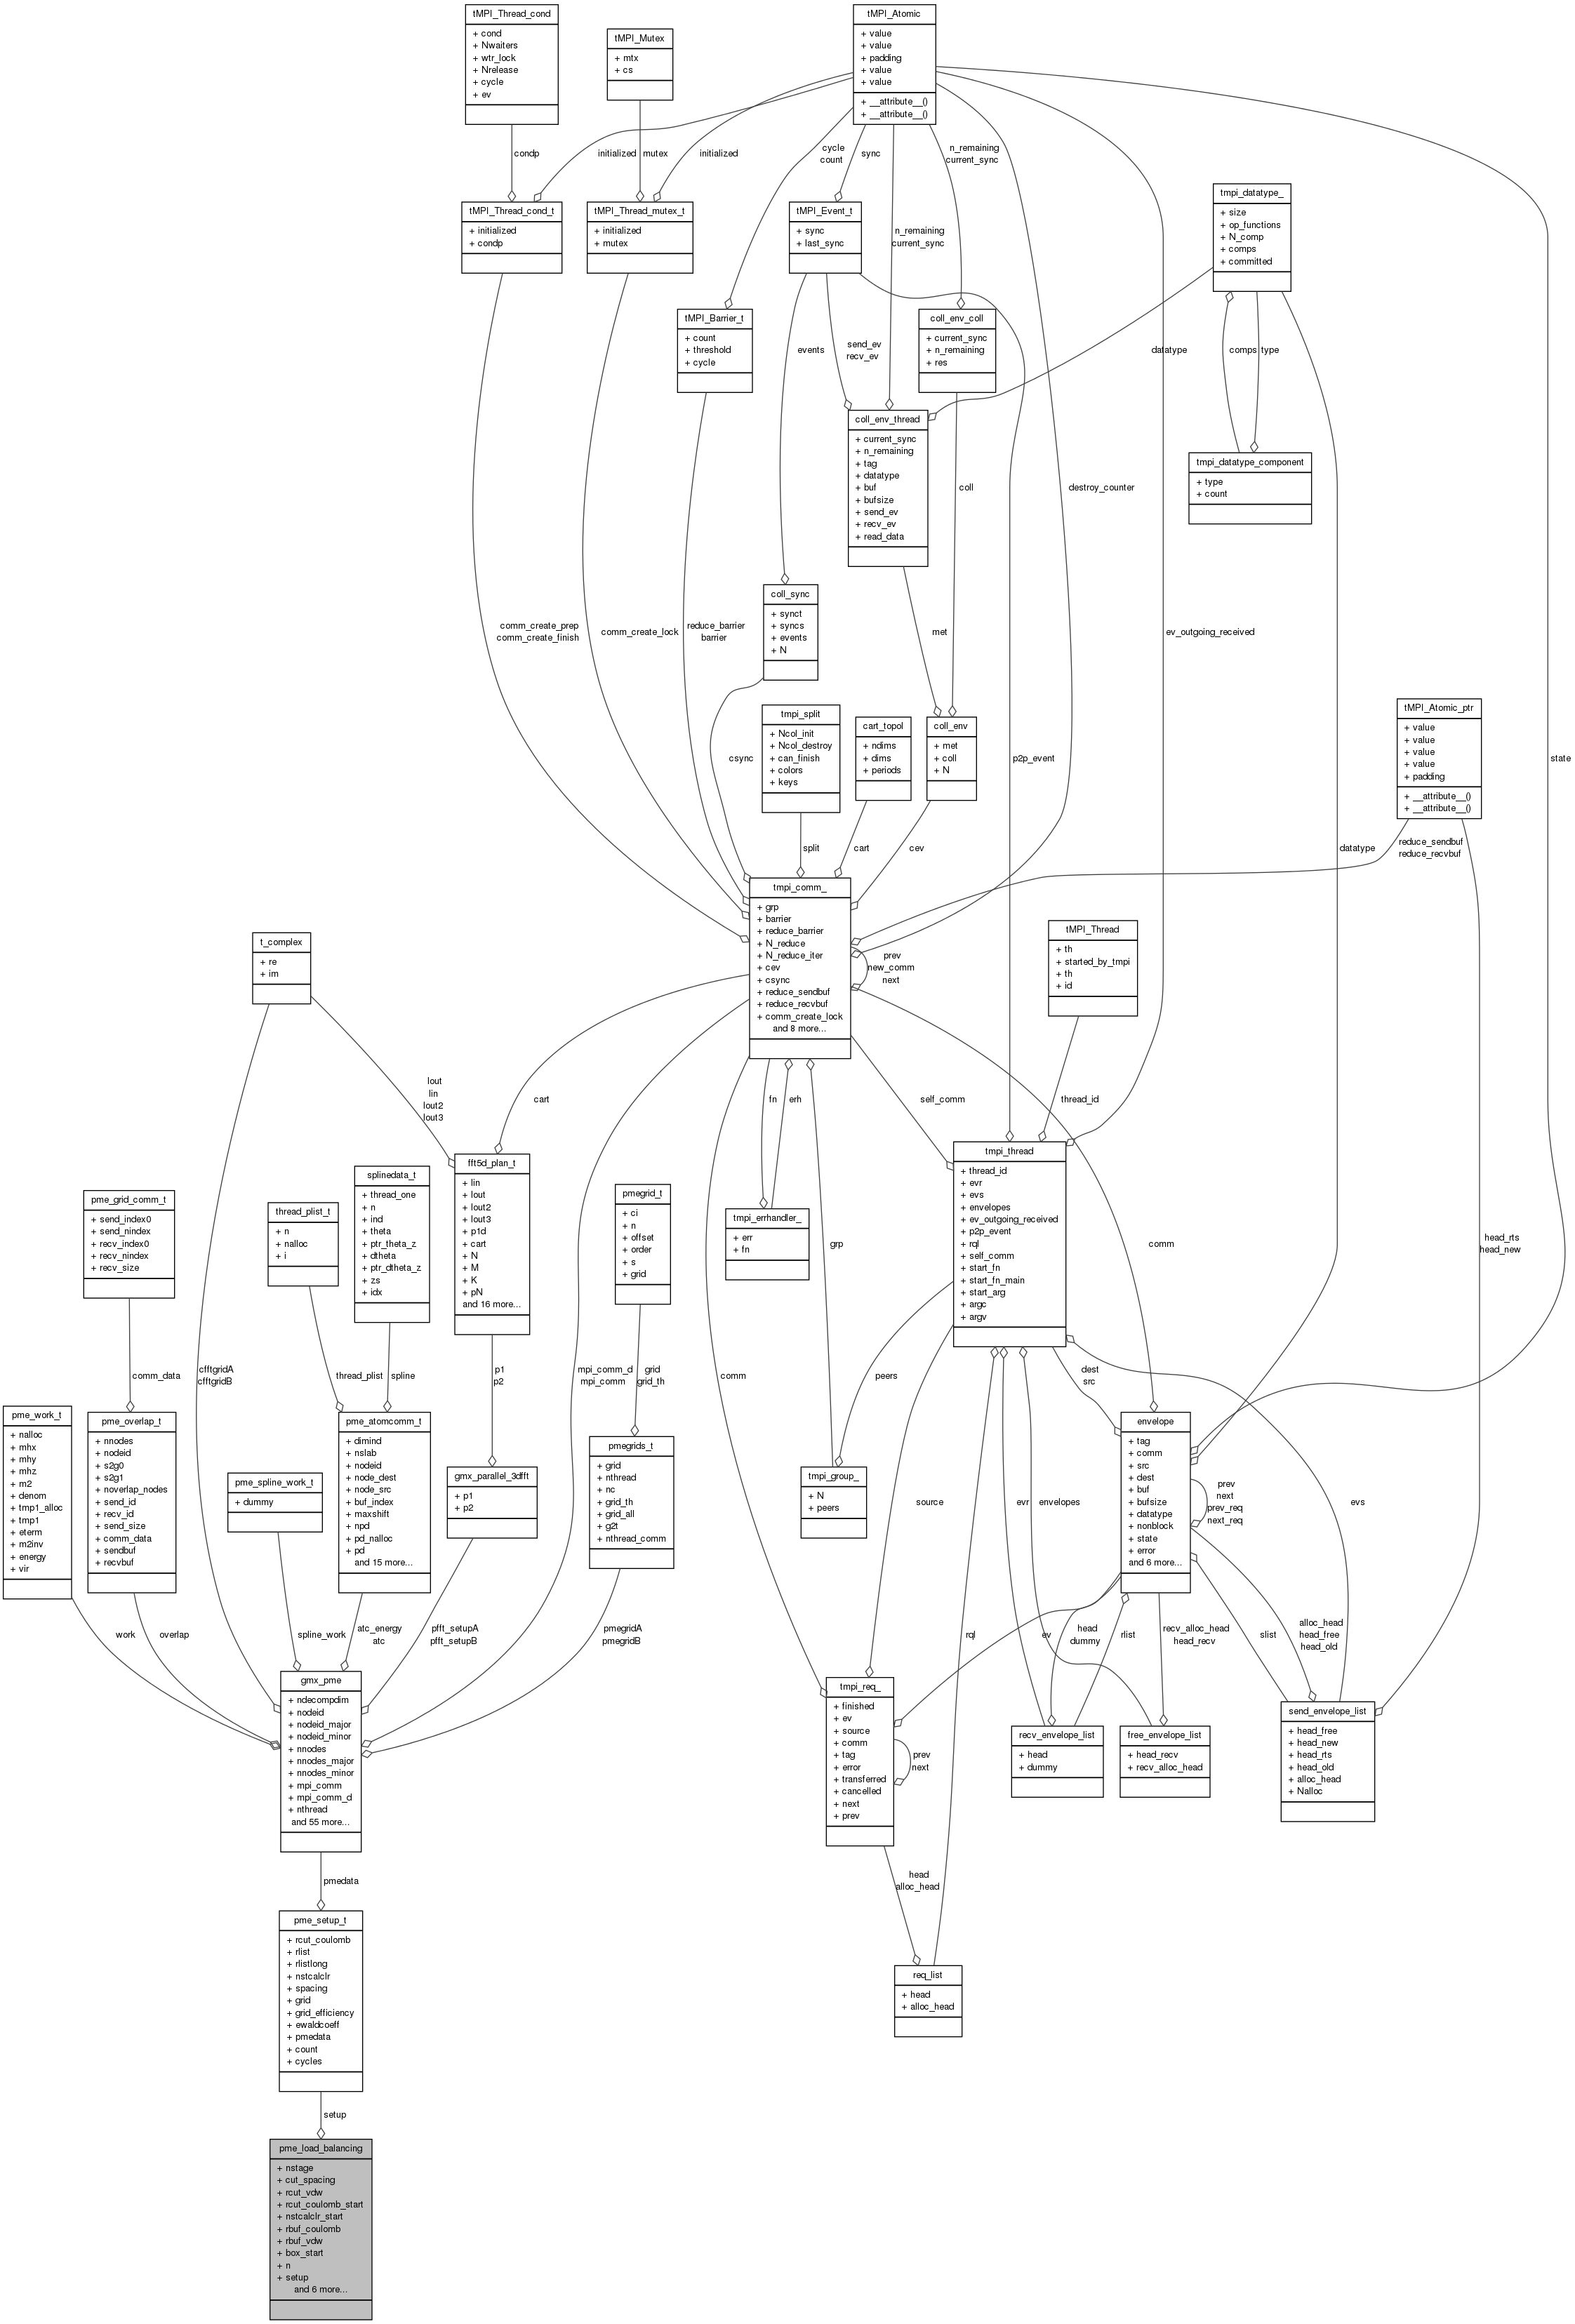 tMPI_Thread_cond
+ cond
+ Nwaiters
+ wtr_lock
+ Nrelease
+ cycle
+ ev
tMPI_Mutex
+ mtx
+ cs
tMPI_Atomic
+ value
+ value
+ padding
+ value
+ value
+ __attribute__()
+ __attribute__()
condp
initialized
mutex
initialized
cycle
count
sync
n_remaining
current_sync
tMPI_Thread_cond_t
+ initialized
+ condp
tMPI_Thread_mutex_t
+ initialized
+ mutex
tMPI_Event_t
+ sync
+ last_sync
n_remaining
current_sync
tmpi_datatype_
+ size
+ op_functions
+ N_comp
+ comps
+ committed
tMPI_Barrier_t
+ count
+ threshold
+ cycle
events
send_ev
recv_ev
coll_env_coll
+ current_sync
+ n_remaining
+ res
datatype
comps
type
coll_env_thread
+ current_sync
+ n_remaining
+ tag
+ datatype
+ buf
+ bufsize
+ send_ev
+ recv_ev
+ read_data
coll
destroy_counter
tmpi_datatype_component
+ type
+ count
coll_sync
+ synct
+ syncs
+ events
+ N
comm_create_prep
comm_create_finish
comm_create_lock
reduce_barrier
barrier
met
ev_outgoing_received
csync
tmpi_split
+ Ncol_init
+ Ncol_destroy
+ can_finish
+ colors
+ keys
cart_topol
+ ndims
+ dims
+ periods
coll_env
+ met
+ coll
+ N
p2p_event
tMPI_Atomic_ptr
+ value
+ value
+ value
+ value
+ padding
+ __attribute__()
+ __attribute__()
state
split
cart
cev
datatype
reduce_sendbuf
reduce_recvbuf
tmpi_comm_
+ grp
+ barrier
+ reduce_barrier
+ N_reduce
+ N_reduce_iter
+ cev
+ csync
+ reduce_sendbuf
+ reduce_recvbuf
+ comm_create_lock
and 8 more...
prev
new_comm
next
tMPI_Thread
+ th
+ started_by_tmpi
+ th
+ id
t_complex
+ re
+ im
lout
lin
lout2
lout3
cart
fn
erh
self_comm
thread_id
fft5d_plan_t
+ lin
+ lout
+ lout2
+ lout3
+ p1d
+ cart
+ N
+ M
+ K
+ pN
and 16 more...
tmpi_thread
+ thread_id
+ evr
+ evs
+ envelopes
+ ev_outgoing_received
+ p2p_event
+ rql
+ self_comm
+ start_fn
+ start_fn_main
+ start_arg
+ argc
+ argv
splinedata_t
+ thread_one
+ n
+ ind
+ theta
+ ptr_theta_z
+ dtheta
+ ptr_dtheta_z
+ zs
+ idx
pme_grid_comm_t
+ send_index0
+ send_nindex
+ recv_index0
+ recv_nindex
+ recv_size
thread_plist_t
+ n
+ nalloc
+ i
pmegrid_t
+ ci
+ n
+ offset
+ order
+ s
+ grid
tmpi_errhandler_
+ err
+ fn
grp
comm
head_rts
head_new
comm_data
cfftgridA
cfftgridB
thread_plist
spline
p1
p2
mpi_comm_d
mpi_comm
grid
grid_th
comm
peers
dest
src
pme_work_t
+ nalloc
+ mhx
+ mhy
+ mhz
+ m2
+ denom
+ tmp1_alloc
+ tmp1
+ eterm
+ m2inv
+ energy
+ vir
pme_overlap_t
+ nnodes
+ nodeid
+ s2g0
+ s2g1
+ noverlap_nodes
+ send_id
+ recv_id
+ send_size
+ comm_data
+ sendbuf
+ recvbuf
pme_spline_work_t
+ dummy
pme_atomcomm_t
+ dimind
+ nslab
+ nodeid
+ node_dest
+ node_src
+ buf_index
+ maxshift
+ npd
+ pd_nalloc
+ pd
and 15 more...
gmx_parallel_3dfft
+ p1
+ p2
pmegrids_t
+ grid
+ nthread
+ nc
+ grid_th
+ grid_all
+ g2t
+ nthread_comm
tmpi_group_
+ N
+ peers
source
evr
envelopes
envelope
+ tag
+ comm
+ src
+ dest
+ buf
+ bufsize
+ datatype
+ nonblock
+ state
+ error
and 6 more...
prev
next
prev_req
next_req
evs
work
overlap
spline_work
atc_energy
atc
pfft_setupA
pfft_setupB
pmegridA
pmegridB
rql
ev
head
dummy
rlist
recv_alloc_head
head_recv
slist
alloc_head
head_free
head_old
gmx_pme
+ ndecompdim
+ nodeid
+ nodeid_major
+ nodeid_minor
+ nnodes
+ nnodes_major
+ nnodes_minor
+ mpi_comm
+ mpi_comm_d
+ nthread
and 55 more...
tmpi_req_
+ finished
+ ev
+ source
+ comm
+ tag
+ error
+ transferred
+ cancelled
+ next
+ prev
prev
next
recv_envelope_list
+ head
+ dummy
free_envelope_list
+ head_recv
+ recv_alloc_head
send_envelope_list
+ head_free
+ head_new
+ head_rts
+ head_old
+ alloc_head
+ Nalloc
pmedata
head
alloc_head
pme_setup_t
+ rcut_coulomb
+ rlist
+ rlistlong
+ nstcalclr
+ spacing
+ grid
+ grid_efficiency
+ ewaldcoeff
+ pmedata
+ count
+ cycles
req_list
+ head
+ alloc_head
setup
pme_load_balancing
+ nstage
+ cut_spacing
+ rcut_vdw
+ rcut_coulomb_start
+ nstcalclr_start
+ rbuf_coulomb
+ rbuf_vdw
+ box_start
+ n
+ setup
and 6 more...